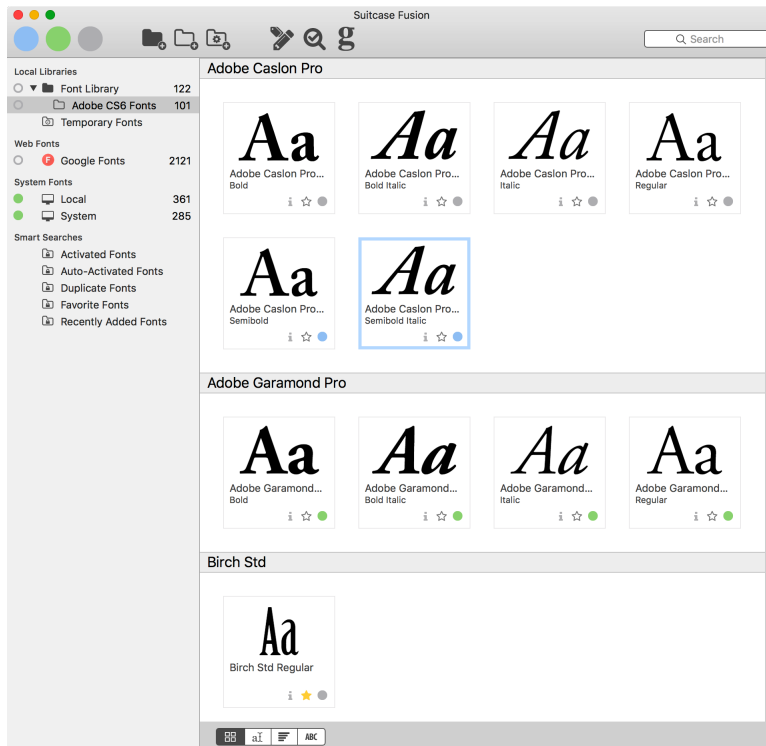 Suitcase Fusion
g
Search
Local Libraries
Font Library 122
Adobe CS6 Fonts 101
Temporary Fonts
Web Fonts
F Google Fonts 2121
System Fonts
Local 361
System 285
Smart Searches
Activated Fonts
Auto-Activated Fonts
Duplicate Fonts
Favorite Fonts
Recently Added Fonts
Adobe Caslon Pro
Aa Aa Aa Aa
Adobe Caslon Pro... Adobe Caslon Pro... Adobe Caslon Pro... Adobe Caslon Pro...
Bold Bold Italic Italic Regular
i i i i
Aa Aa
Adobe Caslon Pro... Adobe Caslon Pro...
Semibold Semibold Italic
i i
Adobe Garamond Pro
Aa Aa Aa Aa
Adobe Garamond... Adobe Garamond... Adobe Garamond... Adobe Garamond...
Bold Bold Italic Italic Regular
i i i i
Birch Std
Aa
Birch Std Regular
i
aI ABC